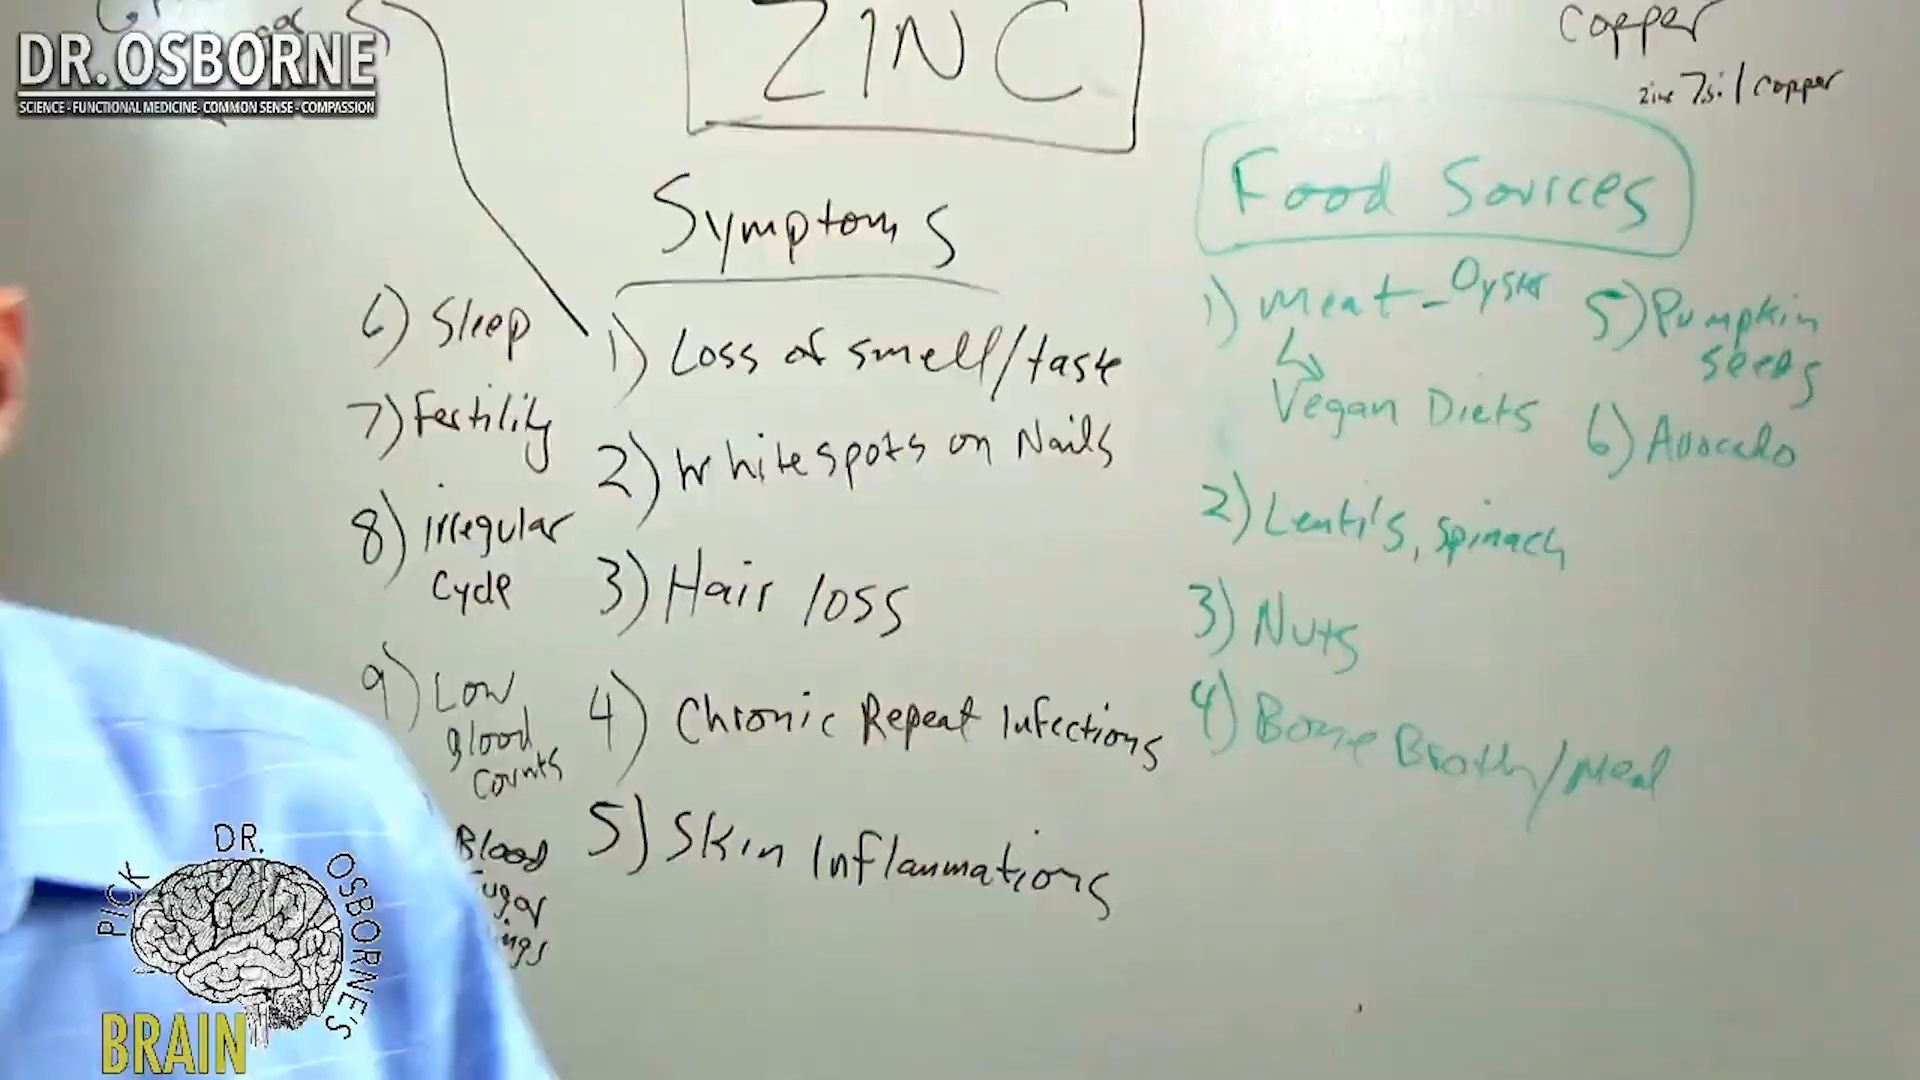 DR. OSBORNE
SCIENCE - FUNCTIONAL MEDICINE - COMMON SENSE - COMPASSION
ZINC
Copper
zinc 7:1 copper
Symptoms
1) Loss of smell/taste
2) White spots on Nails
3) Hair loss
4) Chronic Repeat Infections
5) Skin Inflammations
6) Sleep
7) Fertility
8) irregular
Cycle
9) Low
Blood
Counts
Blood
Food Sources
1) Meat - Oyster
Vegan Diets
2) Lentils, spinach
3) Nuts
4) Bone Broth/Meal
5) Pumpkin
seeds
6) Avocado
PICK DR. OSBORNE'S
BRAIN